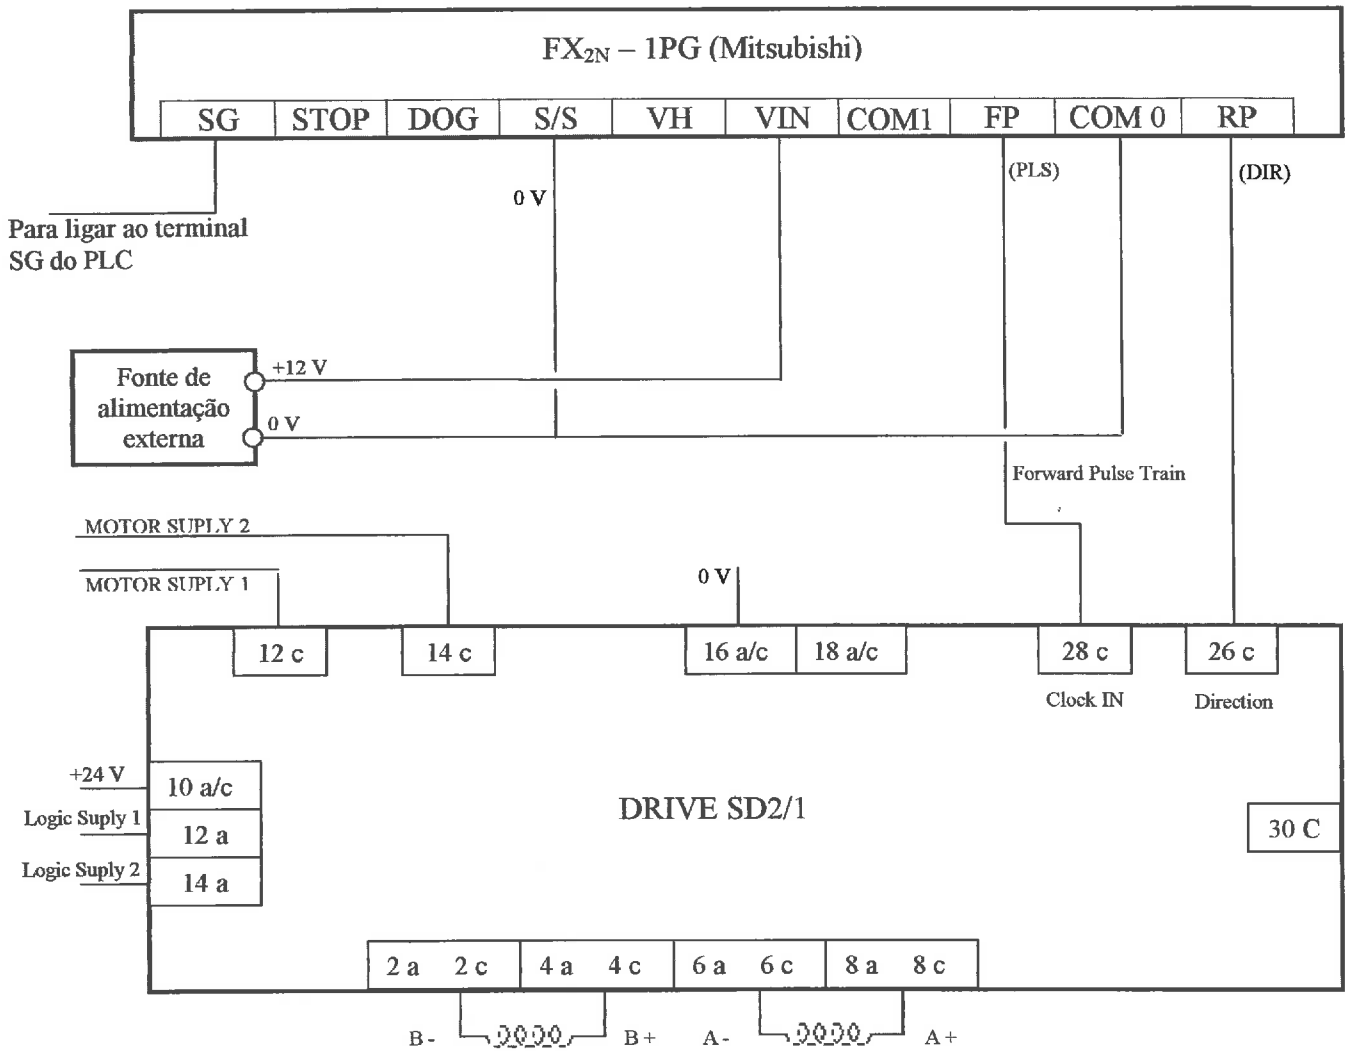 FX2N – 1PG (Mitsubishi)
SG STOP DOG S/S VH VIN COM1 FP COM 0 RP
(PLS)
(DIR)
0 V
Para ligar ao terminal
SG do PLC
Fonte de
alimentação
externa
+12 V
0 V
Forward Pulse Train
MOTOR SUPLY 2
MOTOR SUPLY 1
0 V
12 c
14 c
16 a/c 18 a/c
28 c
26 c
Clock IN
Direction
+24 V
10 a/c
Logic Suply 1
12 a
Logic Suply 2
14 a
DRIVE SD2/1
30 C
2 a 2 c 4 a 4 c 6 a 6 c 8 a 8 c
B - B + A - A +